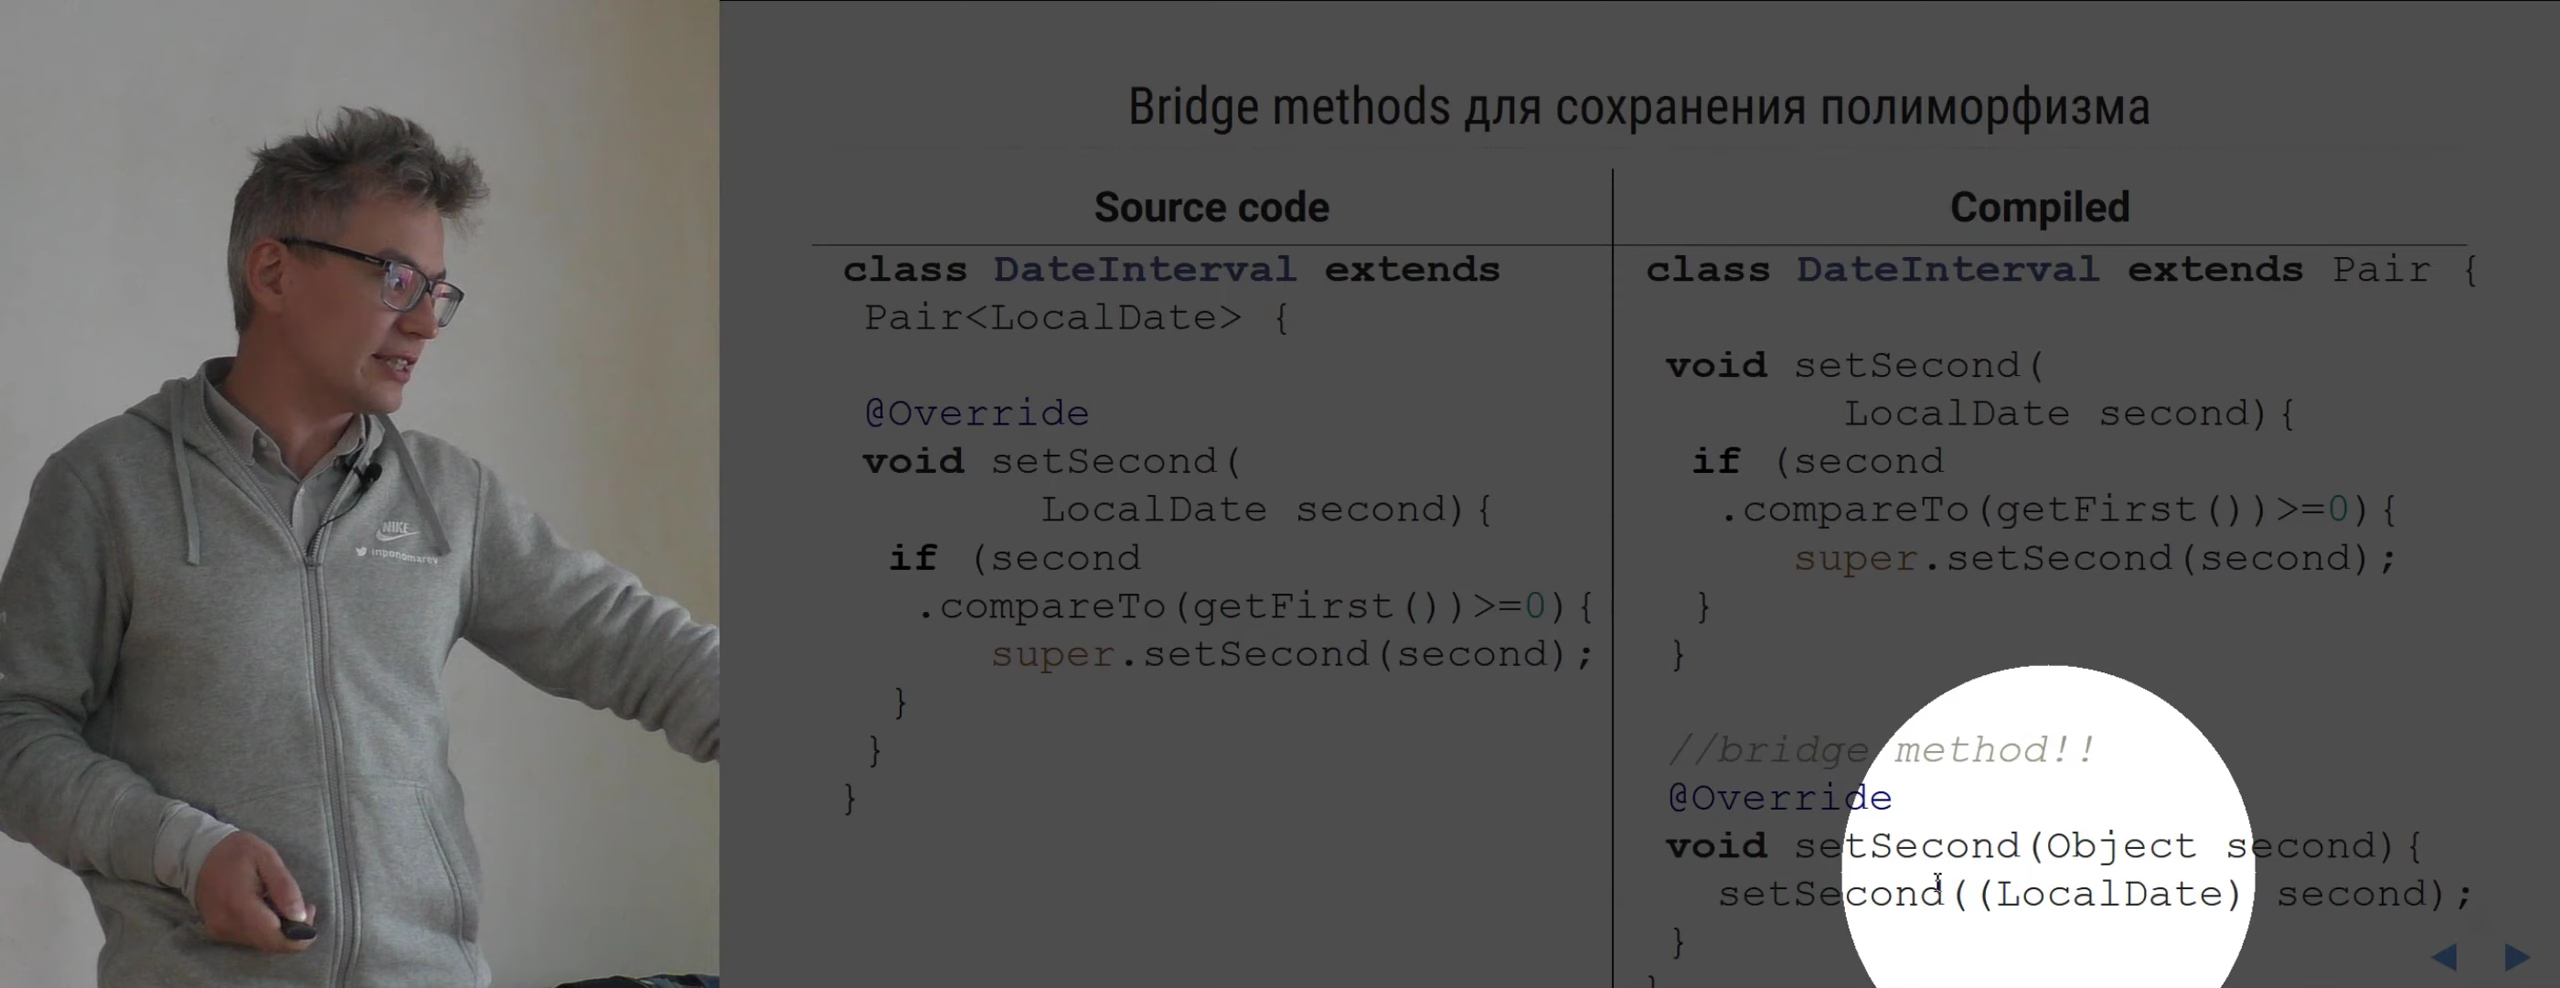 Bridge methods для сохранения полиморфизма
Source code
class DateInterval extends
Pair<LocalDate> {
@Override
void setSecond(
LocalDate second){
if (second
.compareTo(getFirst())>=0){
super.setSecond(second);
}
}
}
Compiled
class DateInterval extends Pair {
void setSecond(
LocalDate second){
if (second
.compareTo(getFirst())>=0){
super.setSecond(second);
}
}
//bridge method!!
@Override
void setSecond(Object second){
setSecond((LocalDate) second);
}
}
NIKE
inponomarev